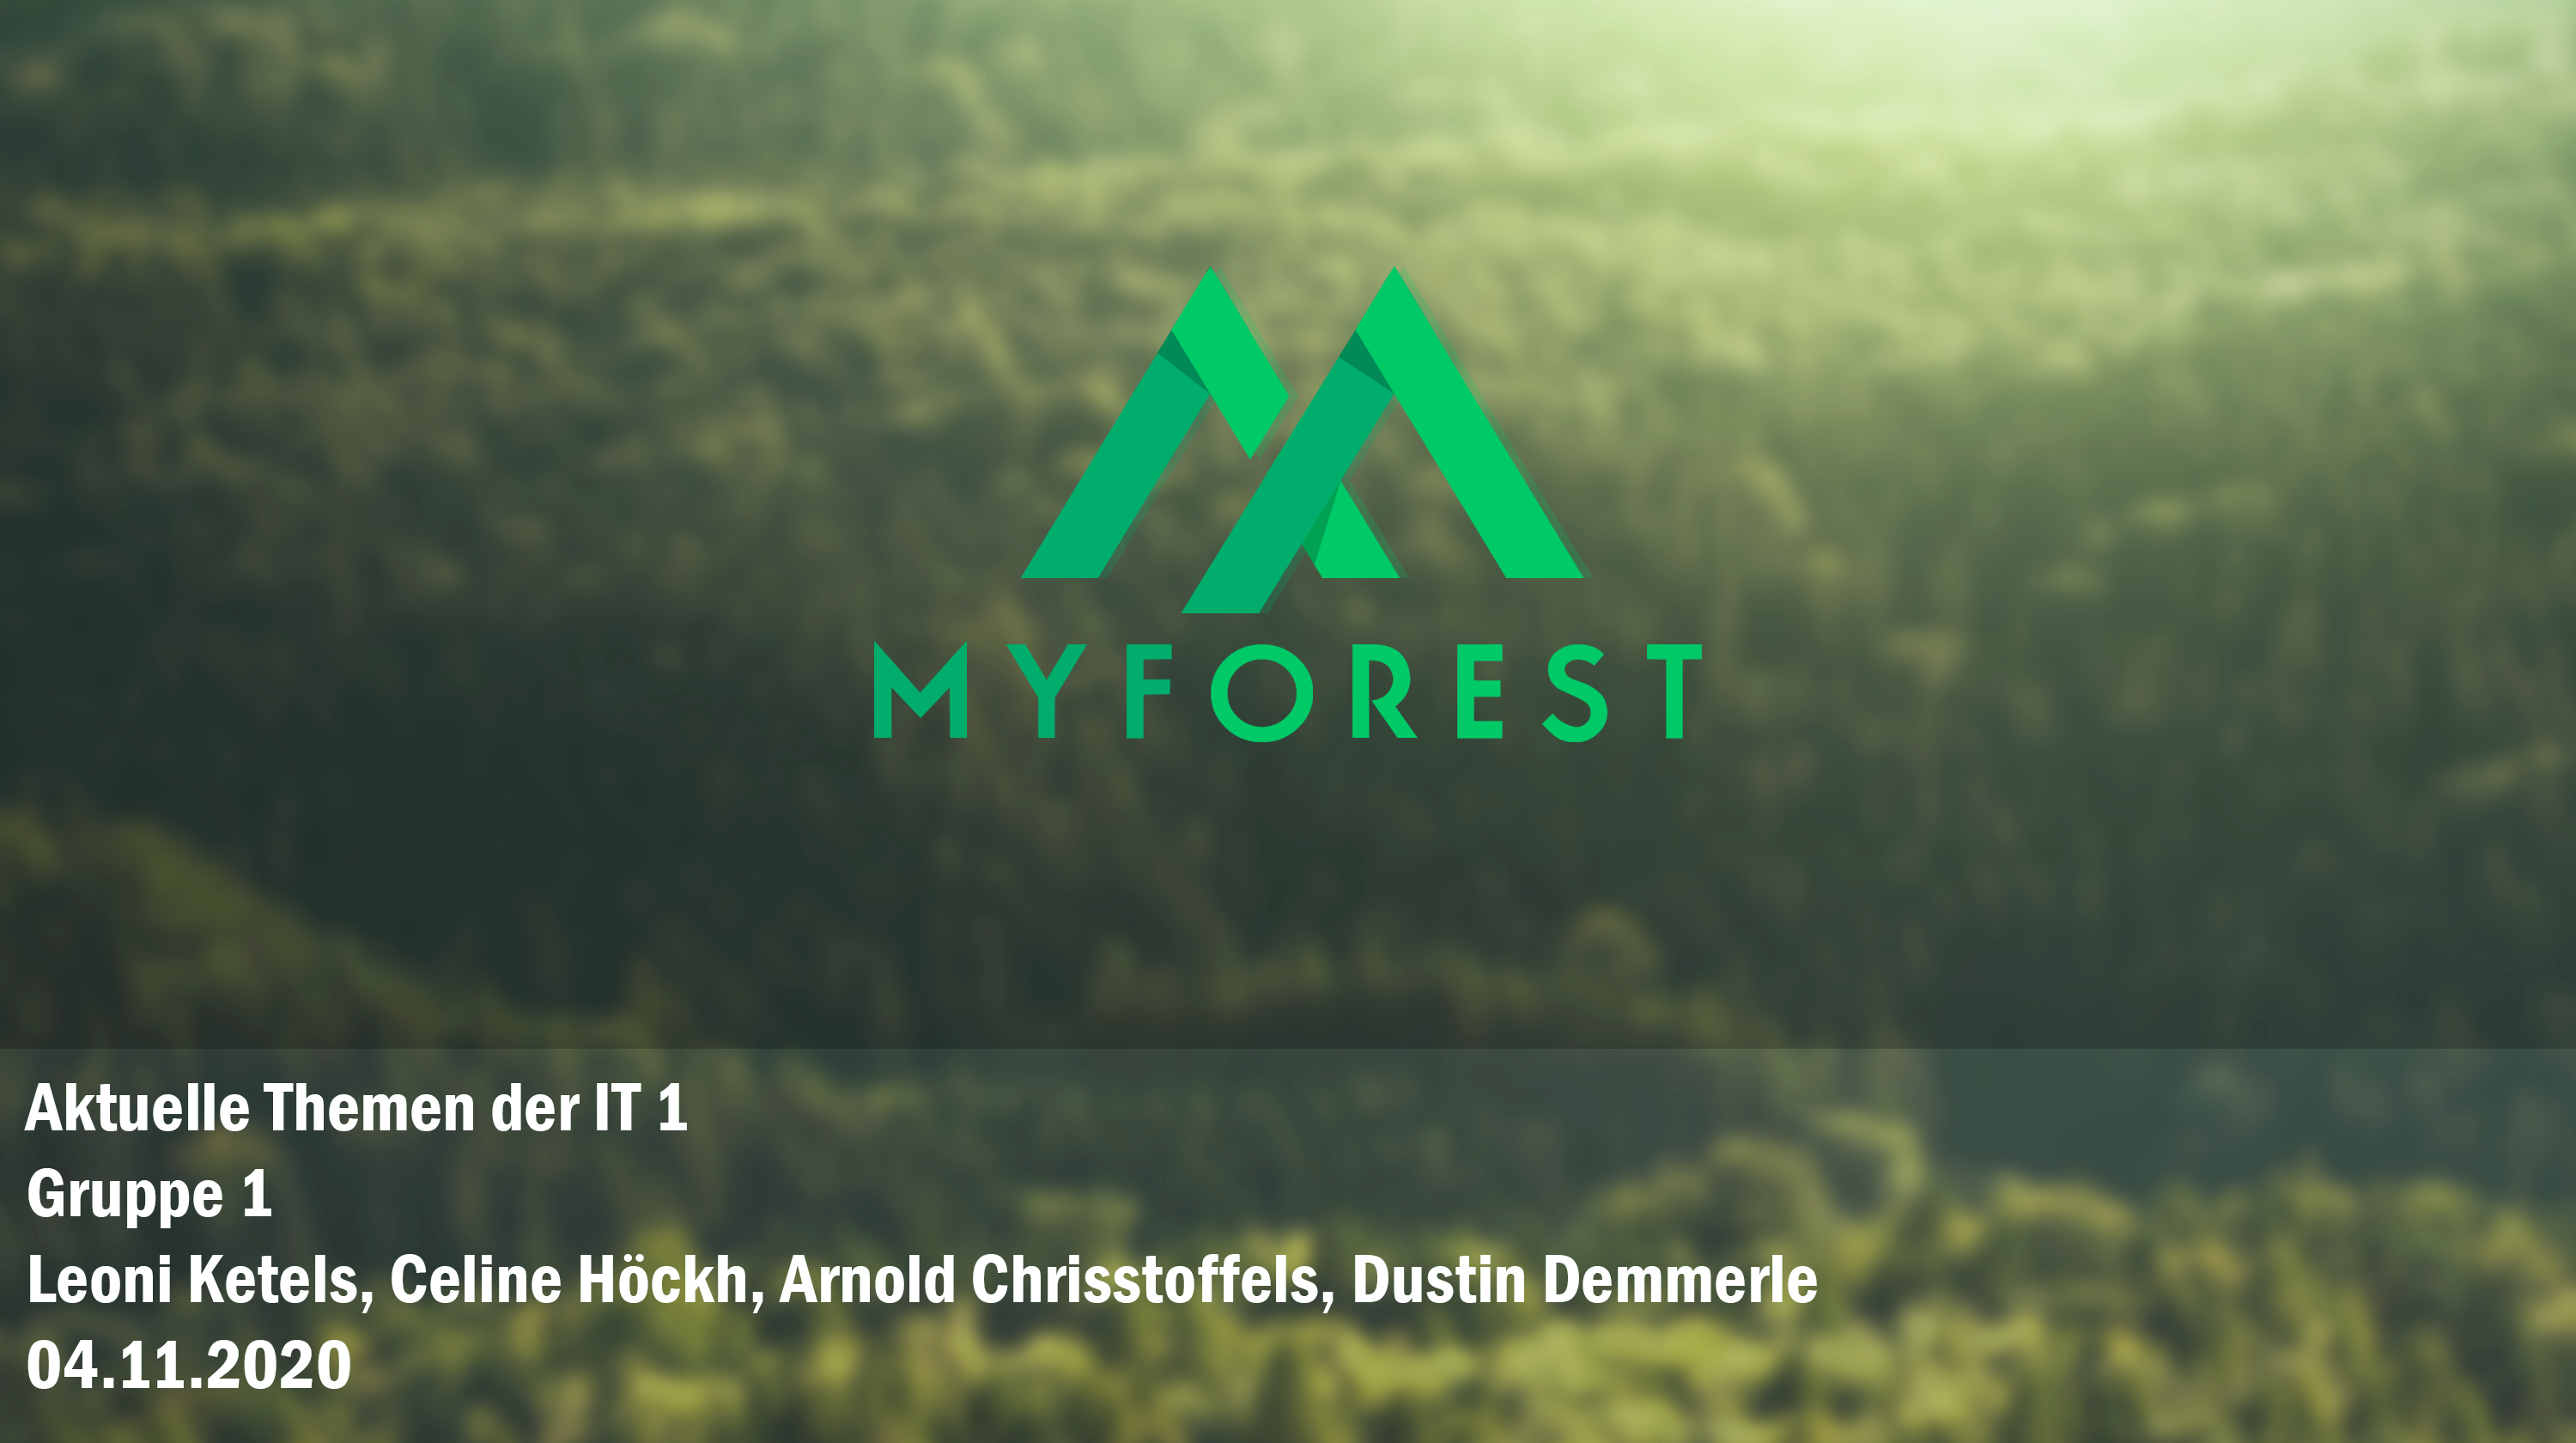 MYFOREST
Aktuelle Themen der IT 1
Gruppe 1
Leoni Ketels, Celine Höckh, Arnold Chrisstoffels, Dustin Demmerle
04.11.2020